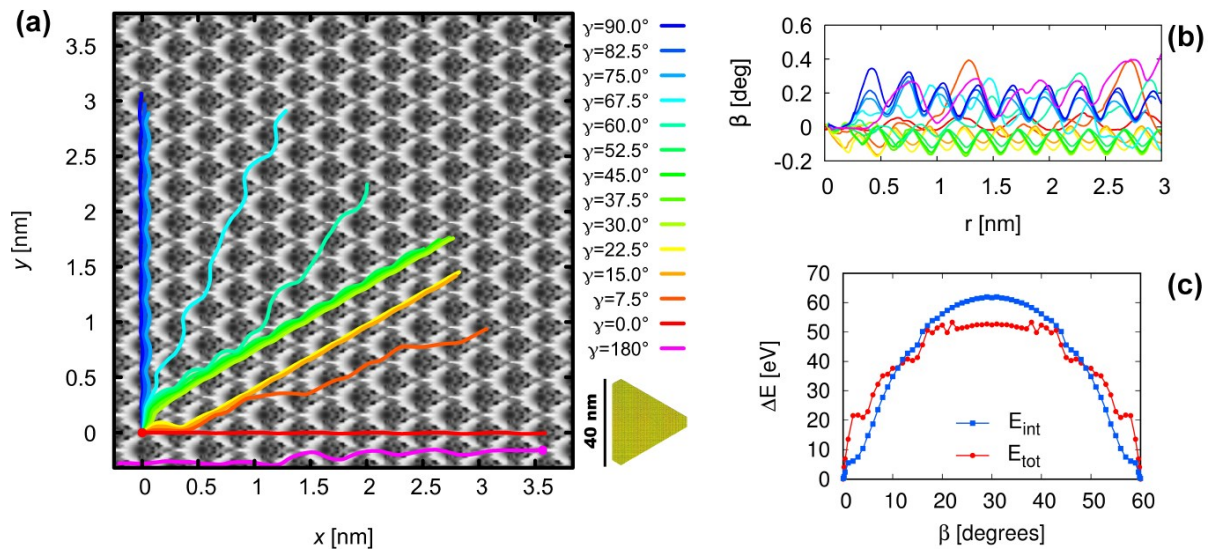 (a)
3.5
3
2.5
2
1.5
1
0.5
0
y [nm]
0 0.5 1 1.5 2 2.5 3 3.5
x [nm]
γ=90.0°
γ=82.5°
γ=75.0°
γ=67.5°
γ=60.0°
γ=52.5°
γ=45.0°
γ=37.5°
γ=30.0°
γ=22.5°
γ=15.0°
γ=7.5°
γ=0.0°
γ=180°
40 nm
(b)
0.6
0.4
0.2
0
-0.2
β [deg]
0 0.5 1 1.5 2 2.5 3
r [nm]
(c)
70
60
50
40
30
20
10
0
ΔE [eV]
E_int
E_tot
0 10 20 30 40 50 60
β [degrees]